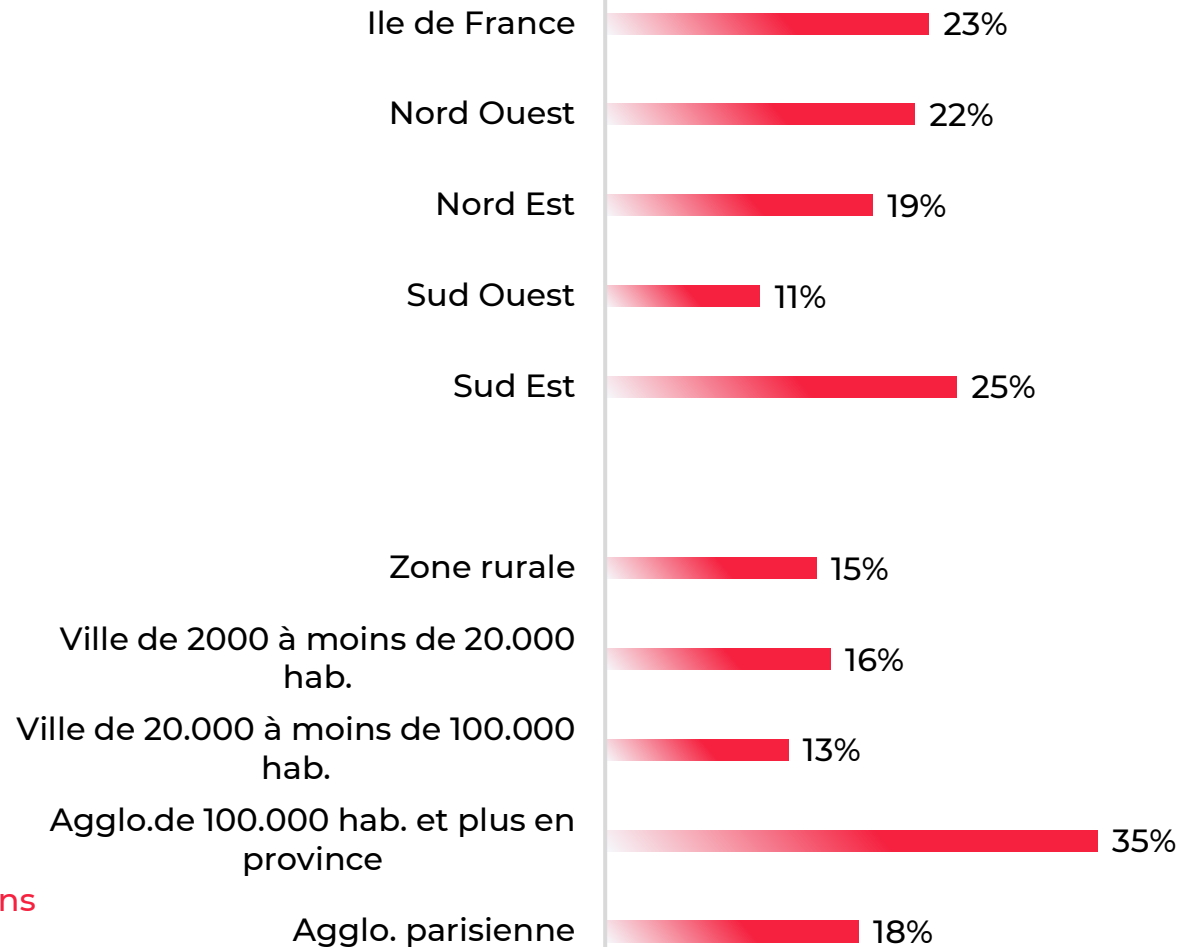 Ile de France 23%
Nord Ouest 22%
Nord Est 19%
Sud Ouest 11%
Sud Est 25%
Zone rurale 15%
Ville de 2000 à moins de 20.000
hab. 16%
Ville de 20.000 à moins de 100.000
hab. 13%
Agglo.de 100.000 hab. et plus en
province 35%
ns
Agglo. parisienne 18%